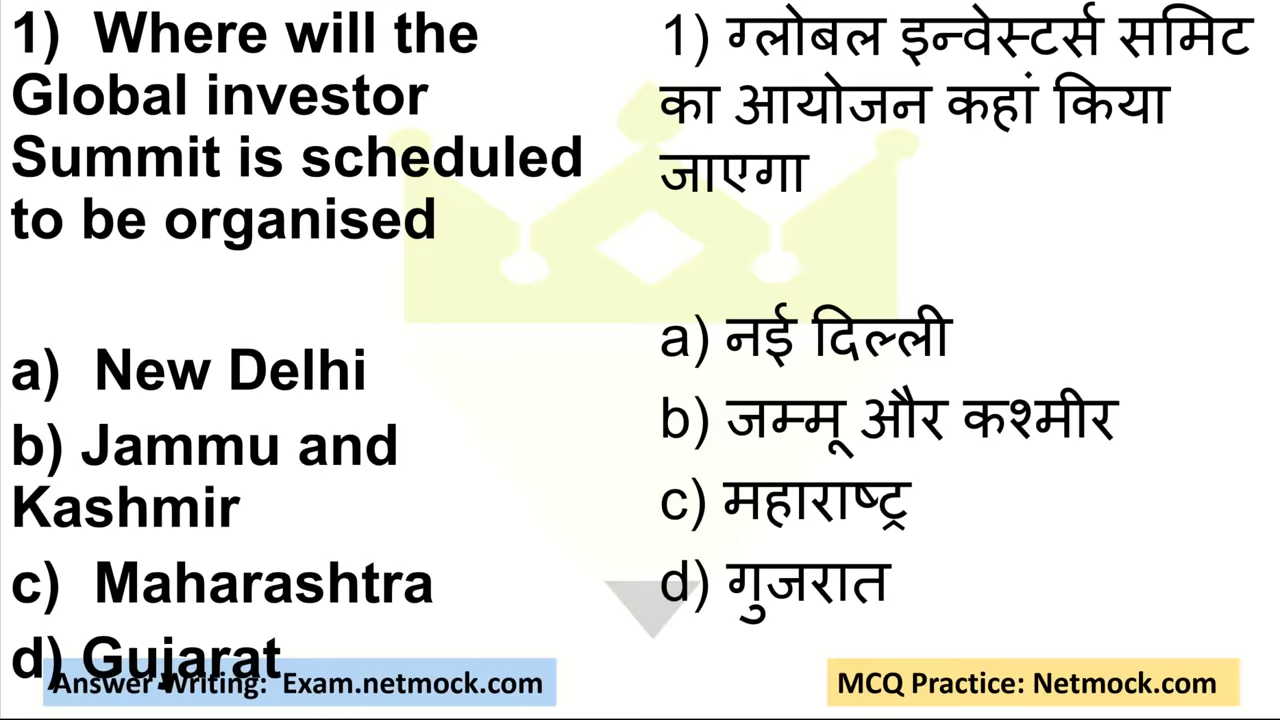 1)  Where will the
Global investor
Summit is scheduled
to be organised
a)  New Delhi
b) Jammu and
Kashmir
c)  Maharashtra
d) Gujarat
1) ग्लोबल इन्वेस्टर्स समिट
का आयोजन कहां किया
जाएगा
a) नई दिल्ली
b) जम्मू और कश्मीर
c) महाराष्ट्र
d) गुजरात
Answer Writing:  Exam.netmock.com
MCQ Practice: Netmock.com